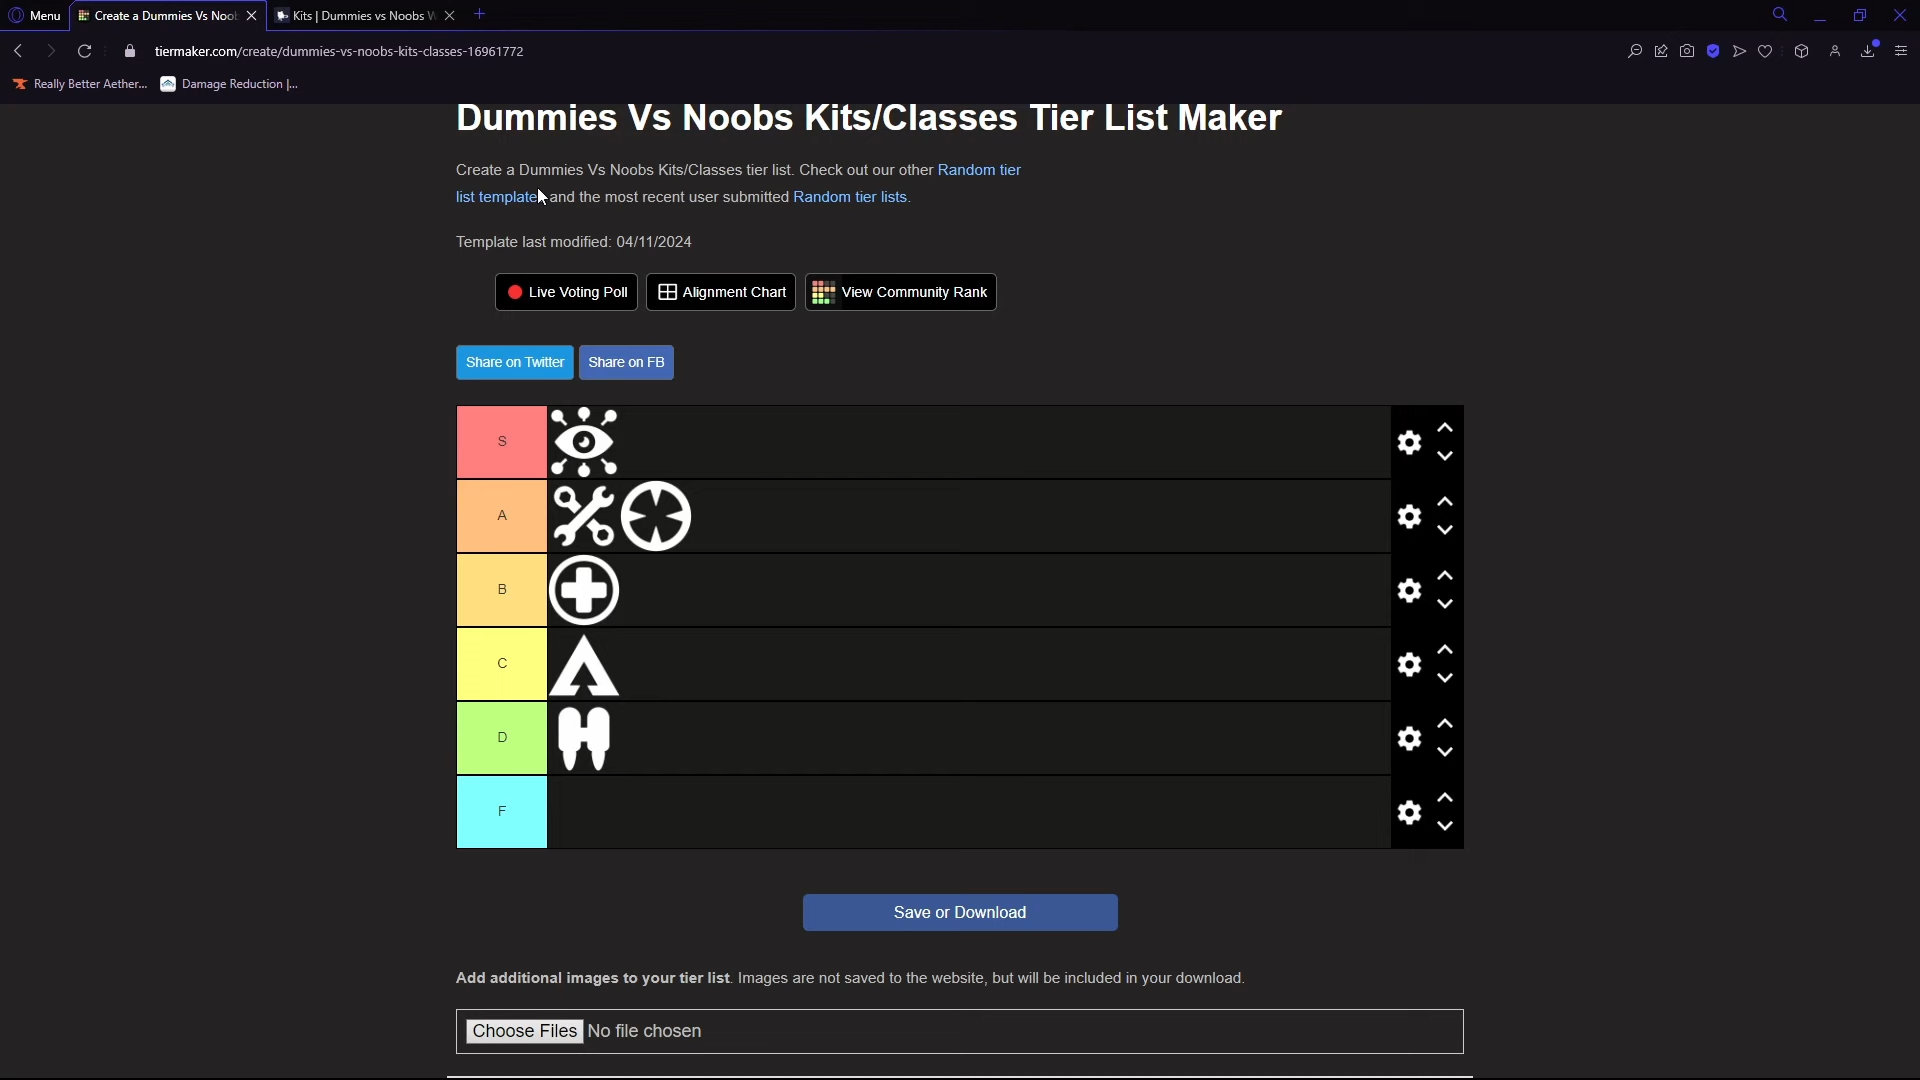 Menu
Create a Dummies Vs Noob
Kits | Dummies vs Noobs W
tiermaker.com/create/dummies-vs-noobs-kits-classes-16961772
Really Better Aether...
Damage Reduction |...
Dummies Vs Noobs Kits/Classes Tier List Maker
Create a Dummies Vs Noobs Kits/Classes tier list. Check out our other Random tier
list template and the most recent user submitted Random tier lists.
Template last modified: 04/11/2024
Live Voting Poll
Alignment Chart
View Community Rank
Share on Twitter
Share on FB
S
A
B
C
D
F
Save or Download
Add additional images to your tier list. Images are not saved to the website, but will be included in your download.
Choose Files No file chosen